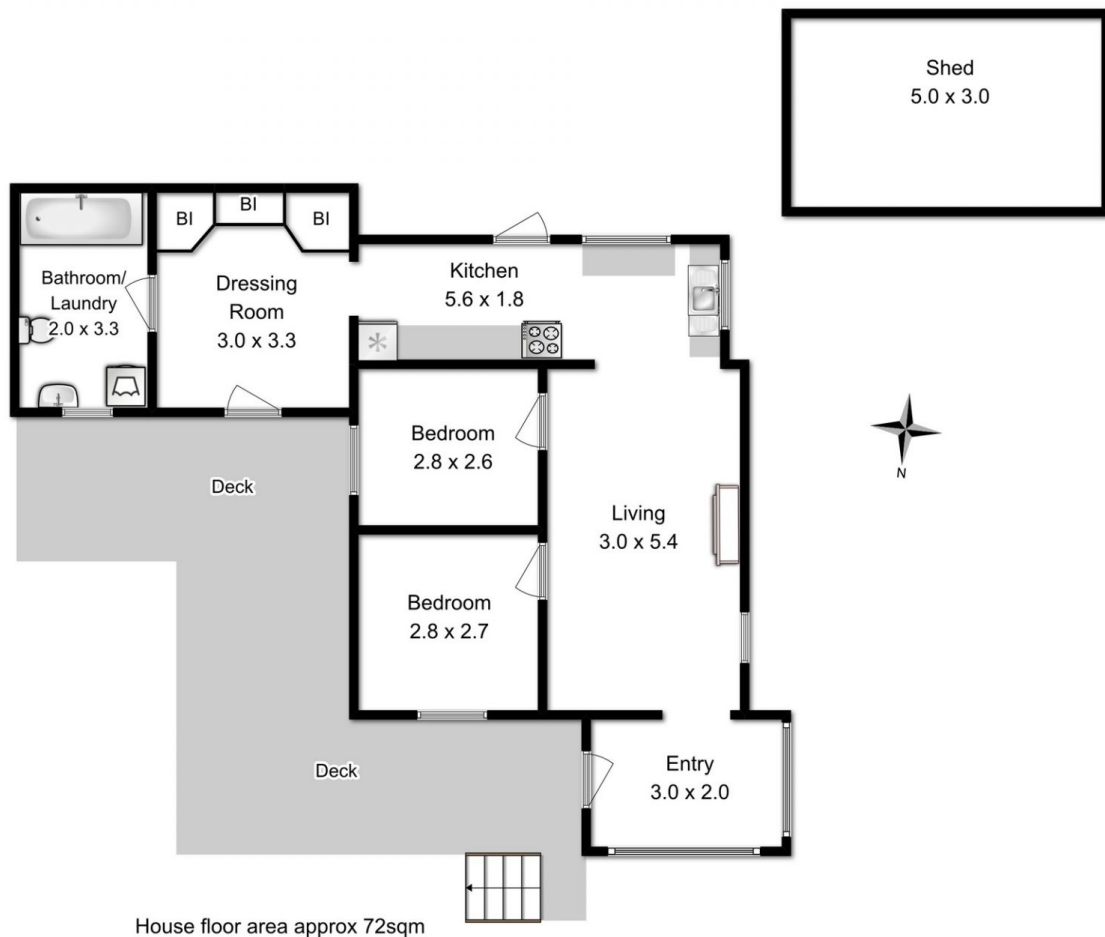 Shed
5.0 x 3.0
BI
BI
BI
Bathroom/
Laundry
2.0 x 3.3
Dressing
Room
3.0 x 3.3
Kitchen
5.6 x 1.8
Bedroom
2.8 x 2.6
Deck
Living
3.0 x 5.4
N
Bedroom
2.8 x 2.7
Deck
Entry
3.0 x 2.0
House floor area approx 72sqm